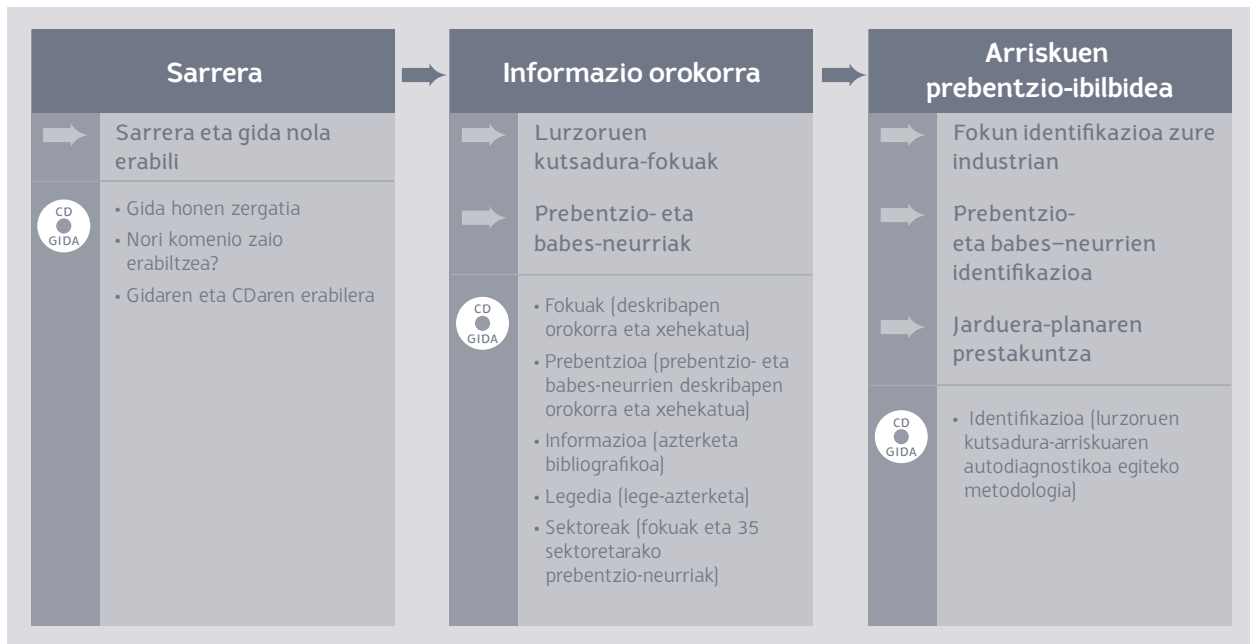 Sarrera
Sarrera eta gida nola
erabili
CD
GIDA
• Gida honen zergatia
• Nori komenio zaio
erabiltzea?
• Gidaren eta CDaren erabilera
Informazio orokorra
Lurzoruen
kutsadura-fokuak
Prebentzio- eta
babes-neurriak
CD
GIDA
• Fokuak (deskribapen
orokorra eta xehekatua)
• Prebentzioa (prebentzio- eta
babes-neurrien deskribapen
orokorra eta xehekatua)
• Informazioa (azterketa
bibliografikoa)
• Legedia (lege-azterketa)
• Sektoreak (fokuak eta 35
sektoretarako
prebentzio-neurriak)
Arriskuen
prebentzio-ibilbidea
Fokun identifikazioa zure
industrian
Prebentzio-
eta babes–neurrien
identifikazioa
Jarduera-planaren
prestakuntza
CD
GIDA
• Identifikazioa (lurzoruen
kutsadura-arriskuaren
autodiagnostikoa egiteko
metodologia)